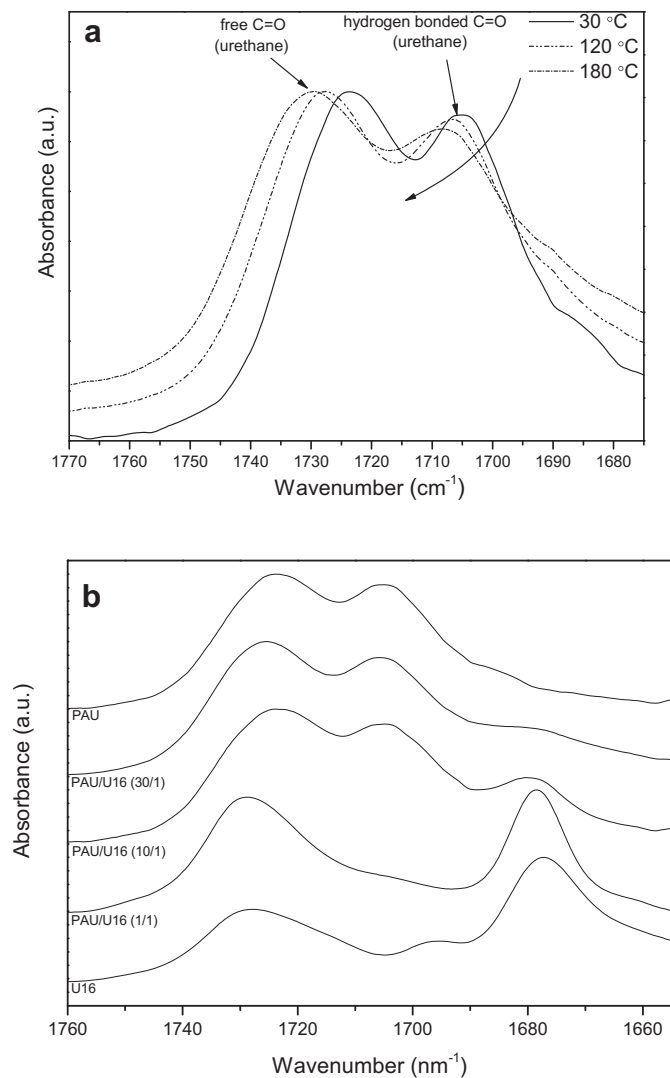 a
free C=O
(urethane)
hydrogen bonded C=O
(urethane)
30 °C
120 °C
180 °C
Absorbance (a.u.)
1770 1760 1750 1740 1730 1720 1710 1700 1690 1680
Wavenumber (cm⁻¹)
b
PAU
PAU/U16 (30/1)
PAU/U16 (10/1)
PAU/U16 (1/1)
U16
Absorbance (a.u.)
1760 1740 1720 1700 1680 1660
Wavenumber (nm⁻¹)